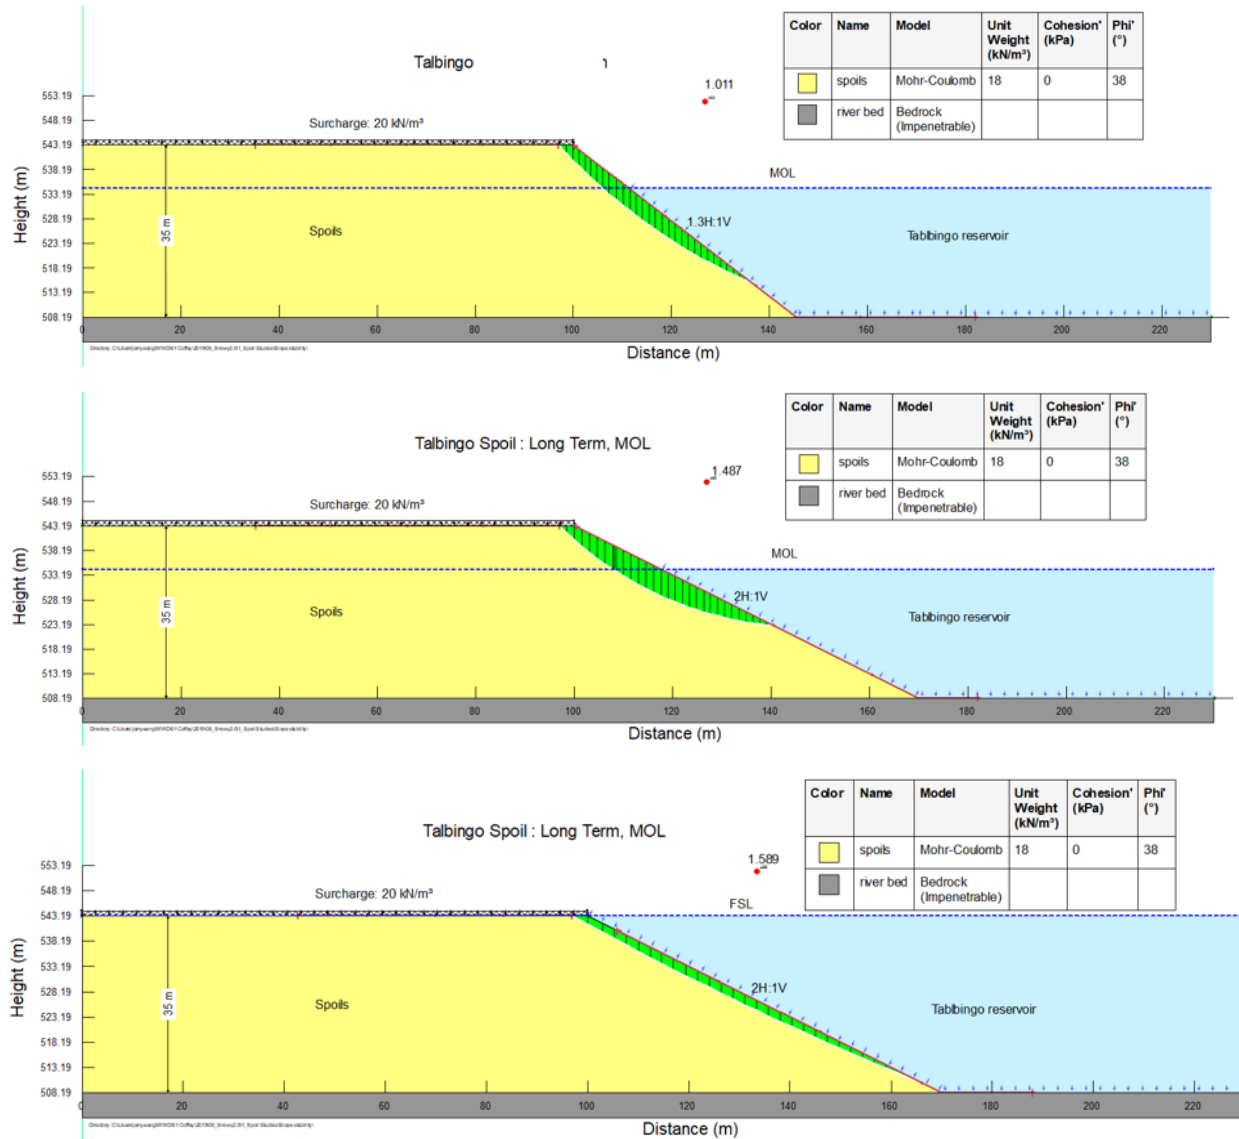 Talbingo
1.011
Color Name Model Unit Weight (kN/m³) Cohesion' (kPa) Phi' (°)
spoils Mohr-Coulomb 18 0 38
river bed Bedrock (Impenetrable)
Surcharge: 20 kN/m³
MOL
1.3H:1V
Spoils
35 m
Tablbingo reservoir
Height (m)
553.19
548.19
543.19
538.19
533.19
528.19
523.19
518.19
513.19
508.19
0 20 40 60 80 100 120 140 160 180 200 220
Distance (m)
Talbingo Spoil : Long Term, MOL
1.487
Color Name Model Unit Weight (kN/m³) Cohesion' (kPa) Phi' (°)
spoils Mohr-Coulomb 18 0 38
river bed Bedrock (Impenetrable)
Surcharge: 20 kN/m³
MOL
2H:1V
Spoils
35 m
Tablbingo reservoir
Height (m)
553.19
548.19
543.19
538.19
533.19
528.19
523.19
518.19
513.19
508.19
0 20 40 60 80 100 120 140 160 180 200 220
Distance (m)
Talbingo Spoil : Long Term, MOL
1.589
Color Name Model Unit Weight (kN/m³) Cohesion' (kPa) Phi' (°)
spoils Mohr-Coulomb 18 0 38
river bed Bedrock (Impenetrable)
Surcharge: 20 kN/m³
FSL
2H:1V
Spoils
35 m
Tablbingo reservoir
Height (m)
553.19
548.19
543.19
538.19
533.19
528.19
523.19
518.19
513.19
508.19
0 20 40 60 80 100 120 140 160 180 200 220
Distance (m)